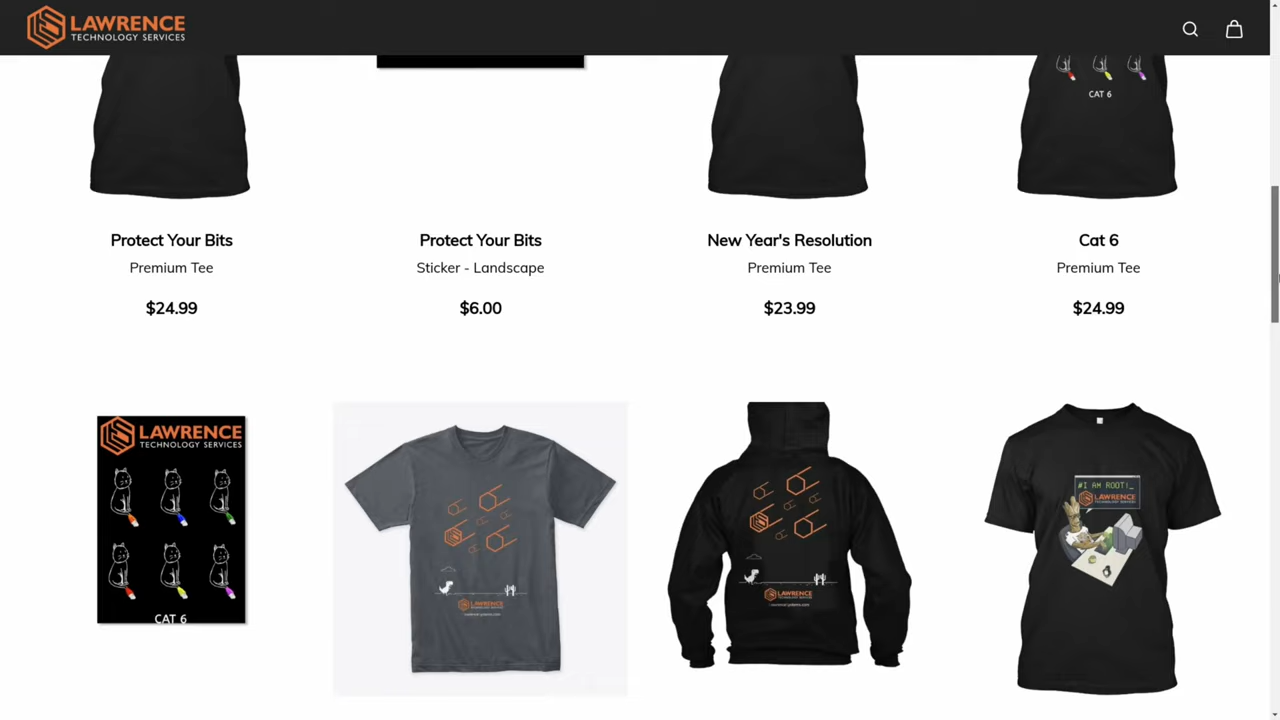 LAWRENCE
TECHNOLOGY SERVICES
CAT 6
Protect Your Bits
Premium Tee
$24.99
Protect Your Bits
Sticker - Landscape
$6.00
New Year's Resolution
Premium Tee
$23.99
Cat 6
Premium Tee
$24.99
LAWRENCE
TECHNOLOGY SERVICES
CAT 6
LAWRENCE
LAWRENCE
#I AM ROOT!_
LAWRENCE